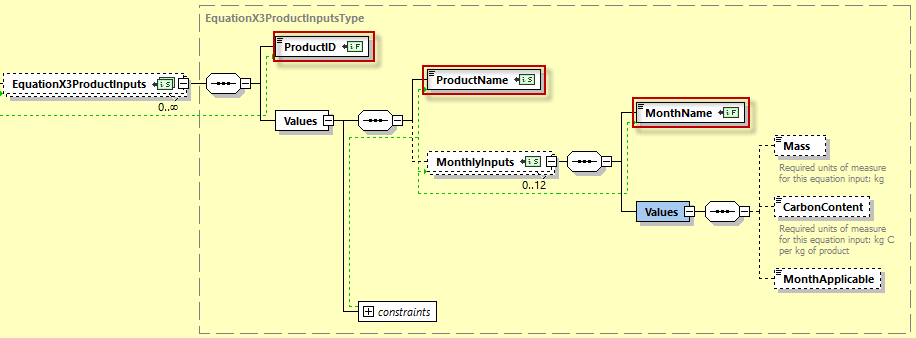 EquationX3ProductInputsType
ProductID
EquationX3ProductInputs
0..∞
Values
ProductName
MonthlyInputs
0..12
MonthName
Values
Mass
Required units of measure
for this equation input: kg
CarbonContent
Required units of measure
for this equation input: kg C
per kg of product
MonthApplicable
constraints